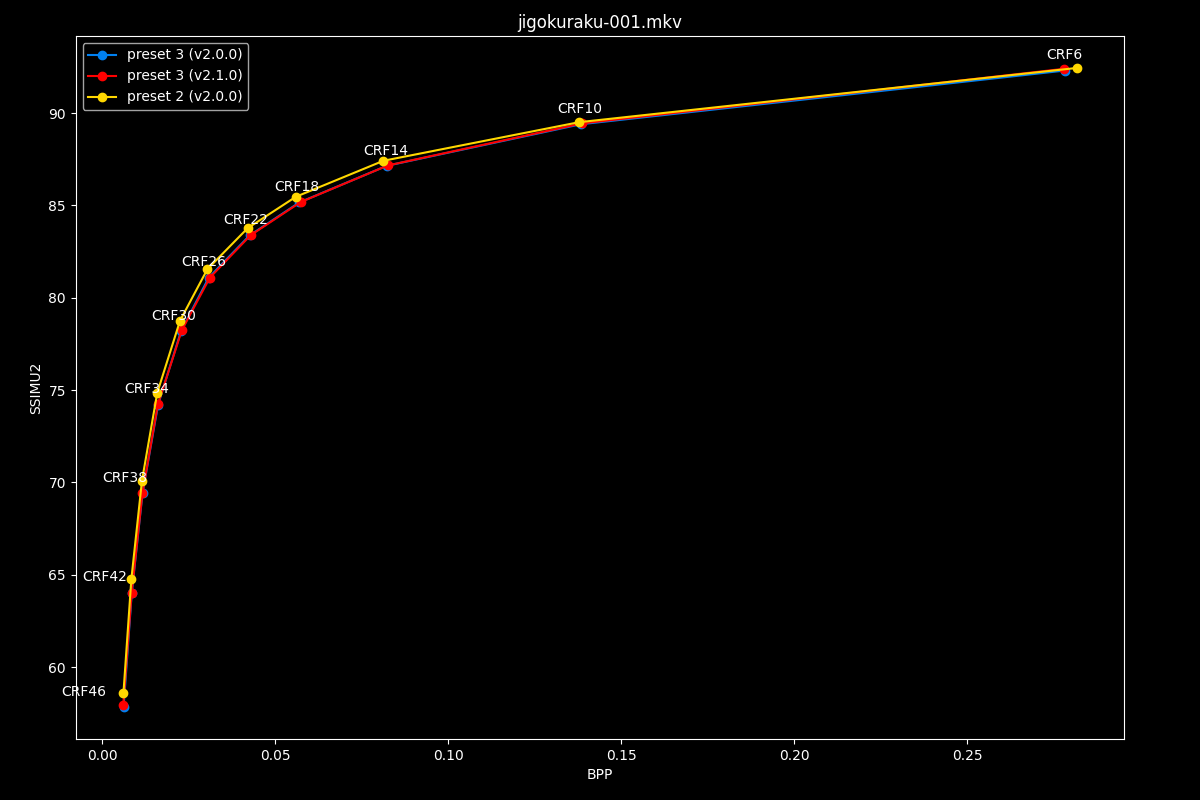 jigokuraku-001.mkv
preset 3 (v2.0.0)
preset 3 (v2.1.0)
preset 2 (v2.0.0)
CRF6
CRF10
CRF14
CRF18
CRF22
CRF26
CRF30
CRF34
CRF38
CRF42
CRF46
90
85
80
75
70
65
60
SSIMU2
0.00 0.05 0.10 0.15 0.20 0.25
BPP